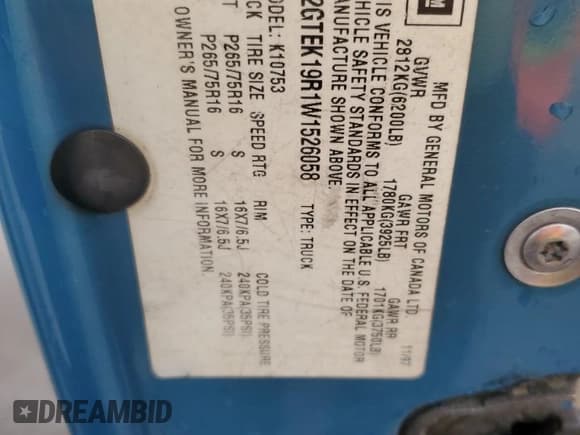 GM
MFD BY GENERAL MOTORS OF CANADA LTD
11/97
GVWR GAWR FRT GAWR RR
2812KG(6200LB) 1780KG(3925LB) 1701KG(3750LB)
IS VEHICLE CONFORMS TO ALL APPLICABLE U.S. FEDERAL MOTOR
HICLE SAFETY STANDARDS IN EFFECT ON THE DATE OF
ANUFACTURE SHOWN ABOVE.
2GTEK19R1W1526058 TYPE: TRUCK
EL: K10753
CK TIRE SIZE SPEED RTG RIM COLD TIRE PRESSURE
T P265/75R16 S 16X7/6.5J 240KPA(35PSI)
P265/75R16 S 16X7/6.5J 240KPA(35PSI)
OWNER'S MANUAL FOR MORE INFORMATION
DREAMBID